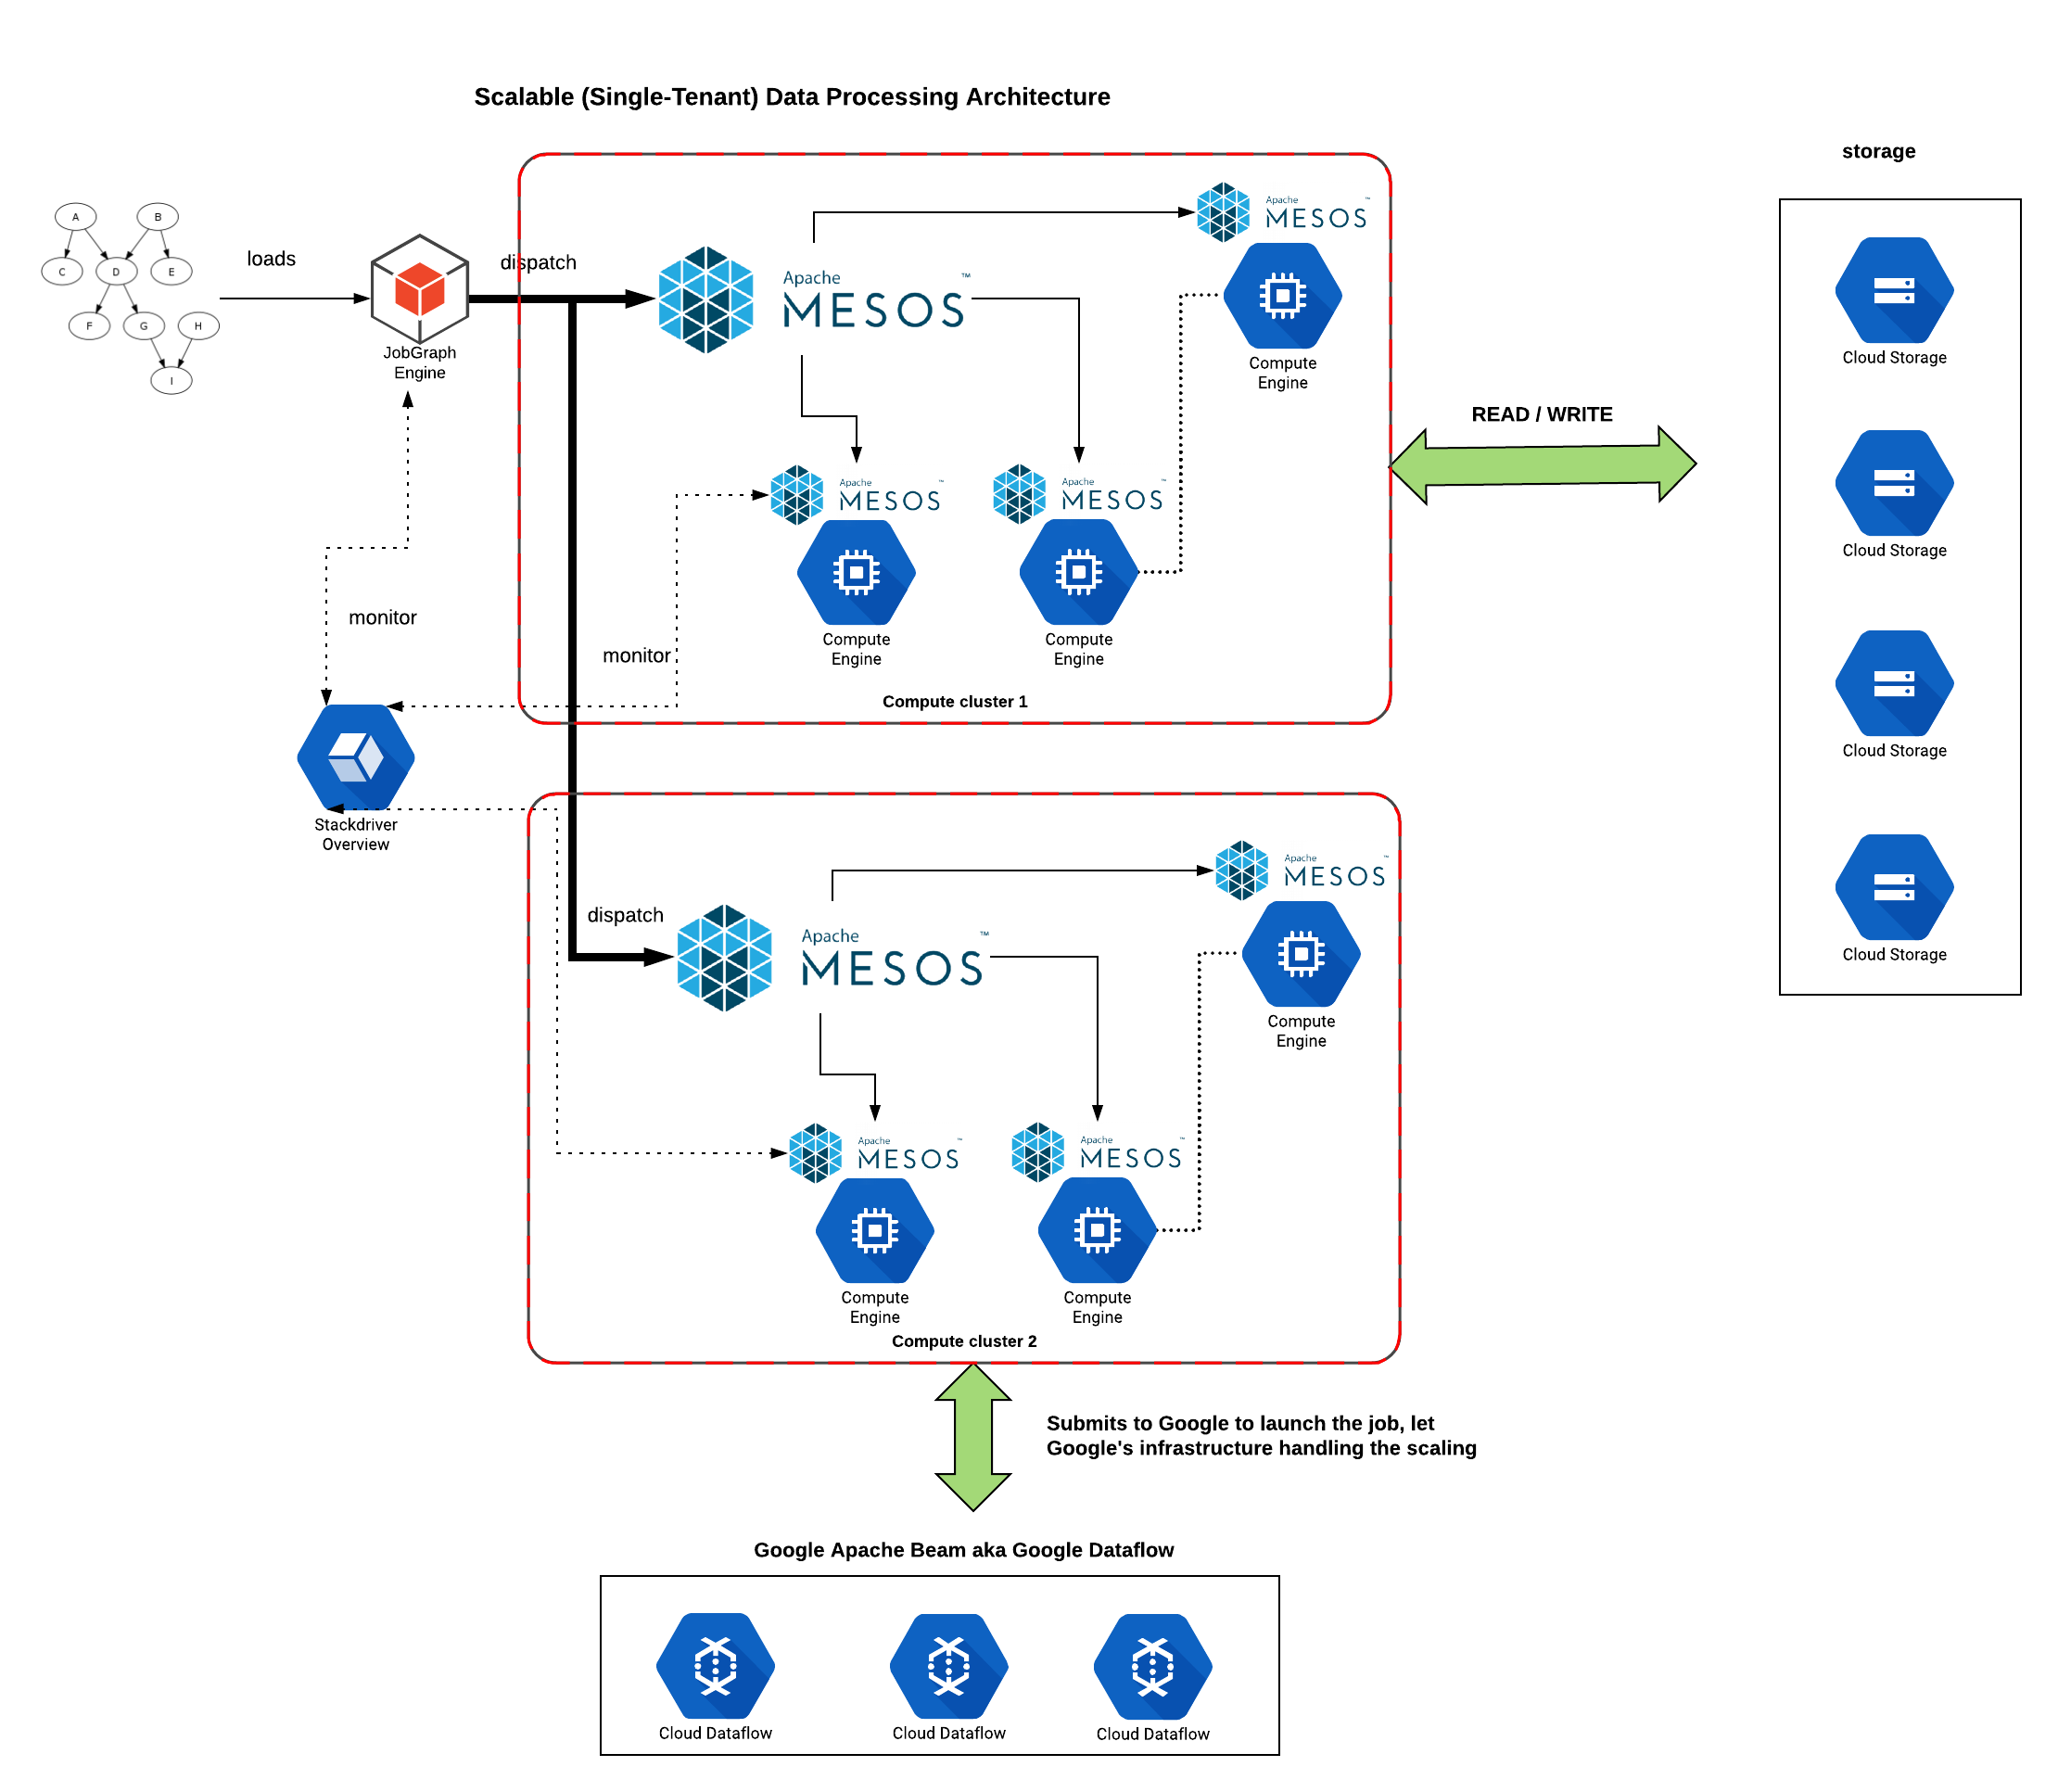 Scalable (Single-Tenant) Data Processing Architecture
storage
A
B
C
D
E
F
G
H
I
loads
JobGraph
Engine
dispatch
Apache
MESOS™
Apache
MESOS™
Compute
Engine
Apache
MESOS™
Compute
Engine
Apache
MESOS™
Compute
Engine
Compute cluster 1
READ / WRITE
Cloud Storage
Cloud Storage
Cloud Storage
Cloud Storage
monitor
monitor
Stackdriver
Overview
dispatch
Apache
MESOS™
Apache
MESOS™
Compute
Engine
Apache
MESOS™
Compute
Engine
Apache
MESOS™
Compute
Engine
Compute cluster 2
Submits to Google to launch the job, let
Google's infrastructure handling the scaling
Google Apache Beam aka Google Dataflow
Cloud Dataflow
Cloud Dataflow
Cloud Dataflow